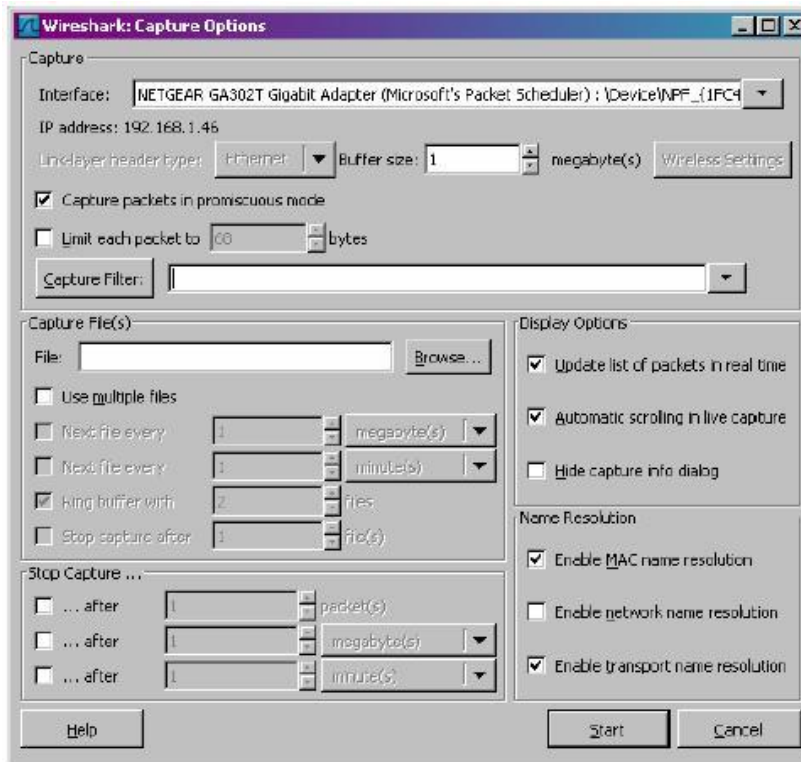 Wireshark: Capture Options
Capture
Interface: NETGEAR GA302T Gigabit Adapter (Microsoft's Packet Scheduler) : \Device\NPF_{1FC4
IP address: 192.168.1.46
Link-layer header type: Ethernet Buffer size: 1 megabyte(s) Wireless Settings
Capture packets in promiscuous mode
Limit each packet to 68 bytes
Capture Filter:
Capture File(s)
File: Browse...
Use multiple files
Next file every 1 megabyte(s)
Next file every 1 minute(s)
Ring buffer with 2 files
Stop capture after 1 file(s)
Stop Capture ...
... after 1 packet(s)
... after 1 megabyte(s)
... after 1 minute(s)
Display Options
Update list of packets in real time
Automatic scrolling in live capture
Hide capture info dialog
Name Resolution
Enable MAC name resolution
Enable network name resolution
Enable transport name resolution
Help Start Cancel